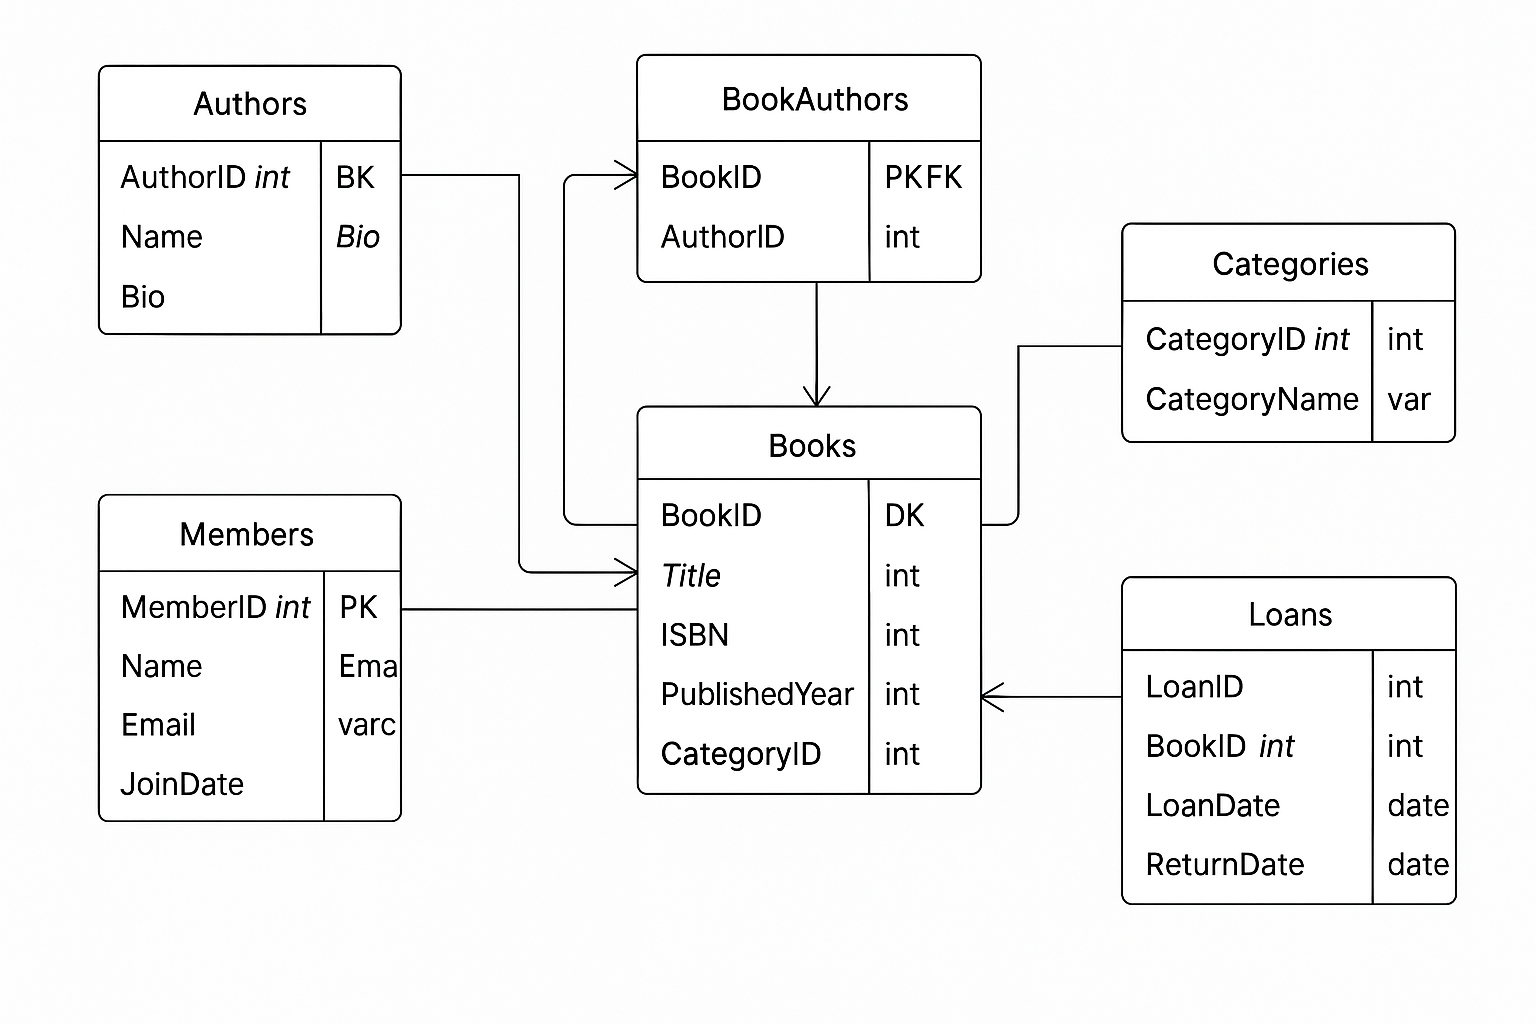 Authors
AuthorID int BK
Name Bio
Bio
BookAuthors
BookID PKFK
AuthorID int
Categories
CategoryID int int
CategoryName var
Books
BookID DK
Title int
ISBN int
PublishedYear int
CategoryID int
Members
MemberID int PK
Name Ema
Email varc
JoinDate
Loans
LoanID int
BookID int int
LoanDate date
ReturnDate date